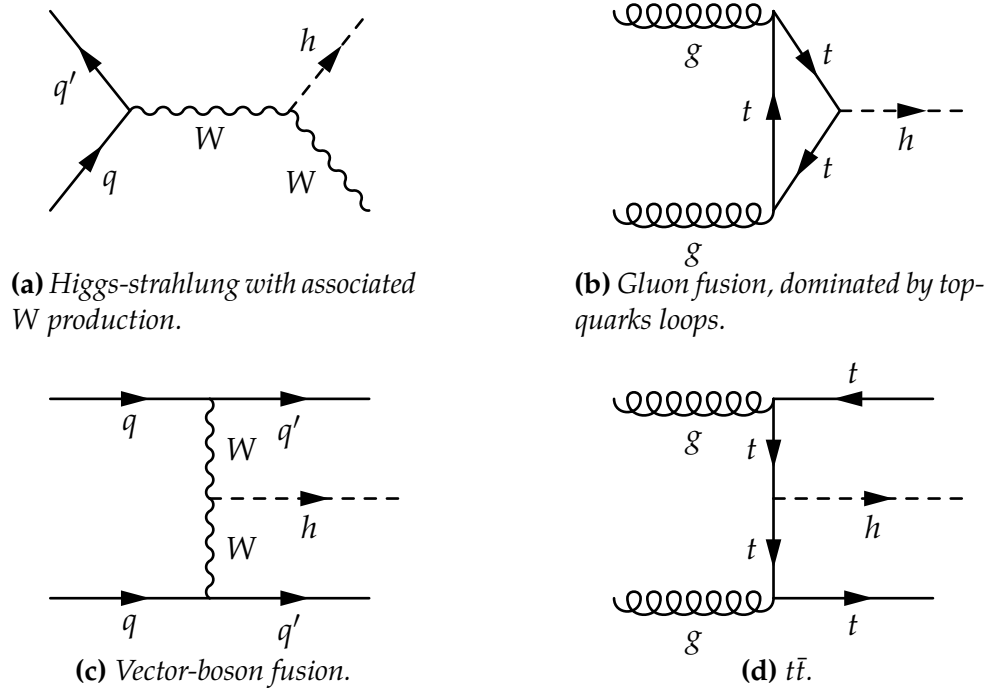 q′
h
W
q
W
g
t
t
h
t
g
(a) Higgs-strahlung with associated
W production.
(b) Gluon fusion, dominated by top-
quarks loops.
q
q′
W
h
W
q
q′
(c) Vector-boson fusion.
t
g
t
h
t
g
t
(d) tt̄.